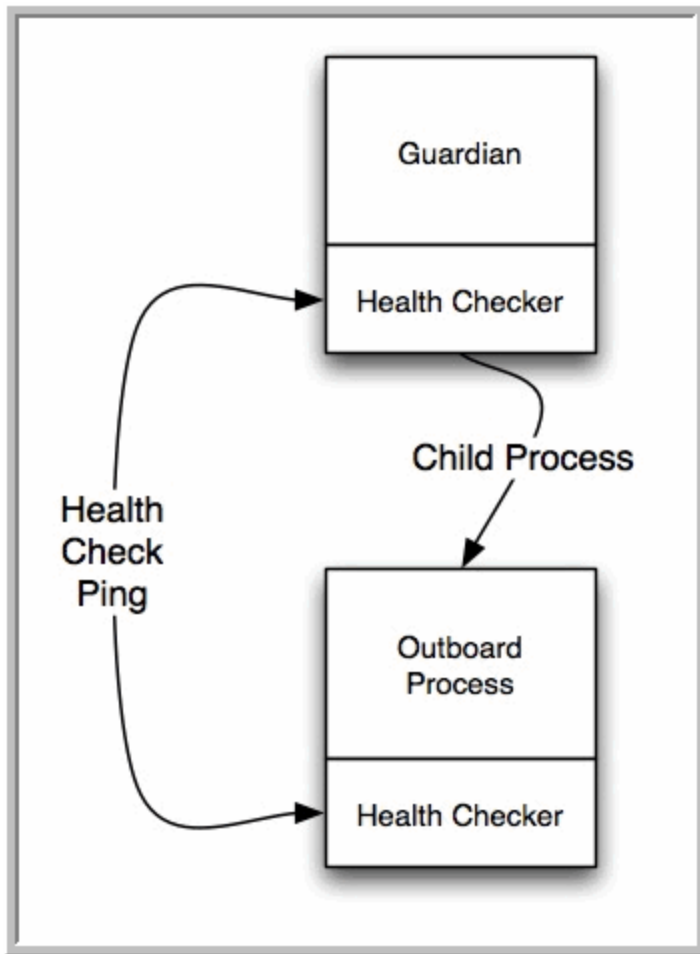 Guardian
Health Checker
Child Process
Health
Check
Ping
Outboard
Process
Health Checker